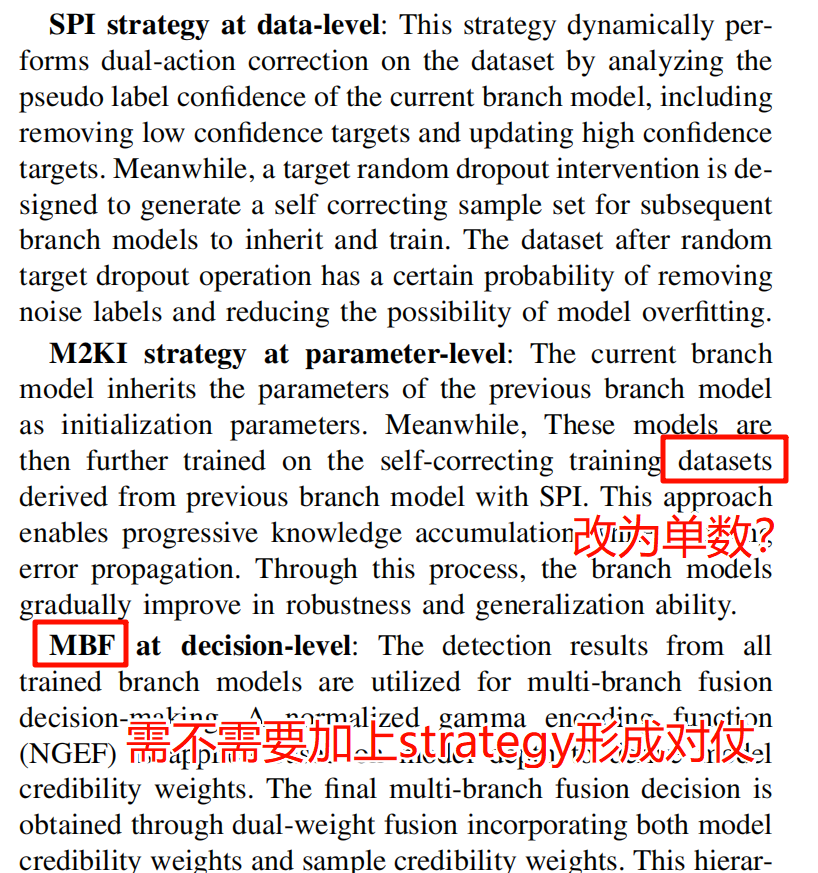 SPI strategy at data-level: This strategy dynamically per-
forms dual-action correction on the dataset by analyzing the
pseudo label confidence of the current branch model, including
removing low confidence targets and updating high confidence
targets. Meanwhile, a target random dropout intervention is de-
signed to generate a self correcting sample set for subsequent
branch models to inherit and train. The dataset after random
target dropout operation has a certain probability of removing
noise labels and reducing the possibility of model overfitting.
M2KI strategy at parameter-level: The current branch
model inherits the parameters of the previous branch model
as initialization parameters. Meanwhile, These models are
then further trained on the self-correcting training datasets
derived from previous branch model with SPI. This approach
enables progressive knowledge accumulation
改为单数?
error propagation. Through this process, the branch models
gradually improve in robustness and generalization ability.
MBF at decision-level: The detection results from all
trained branch models are utilized for multi-branch fusion
decision-making. A normalized gamma encoding function
需不需要加上strategy形成对仗
(NGEF) model depth to
credibility weights. The final multi-branch fusion decision is
obtained through dual-weight fusion incorporating both model
credibility weights and sample credibility weights. This hierar-